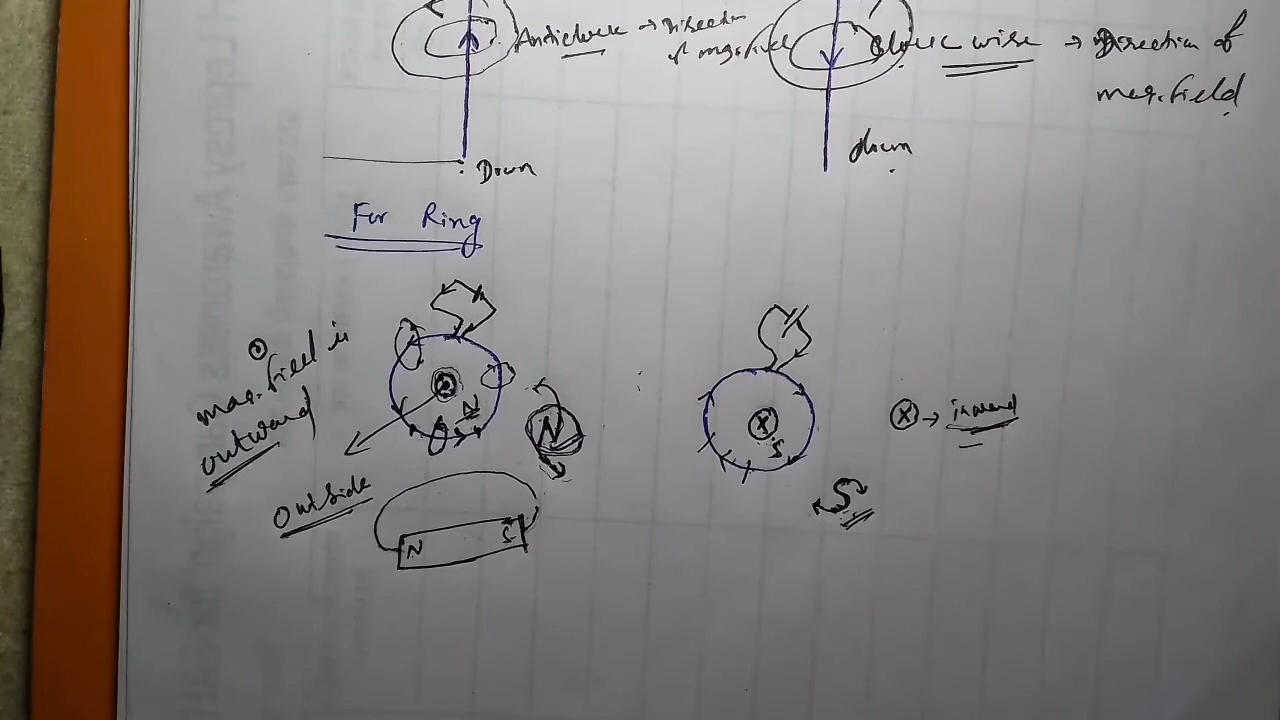 Anticlock → Direction
of mag. field
Clock wise → Direction of
mag. field
: Down
down
For Ring
mag. field is
outward
outside
N
N
N S
S
S
→ inward